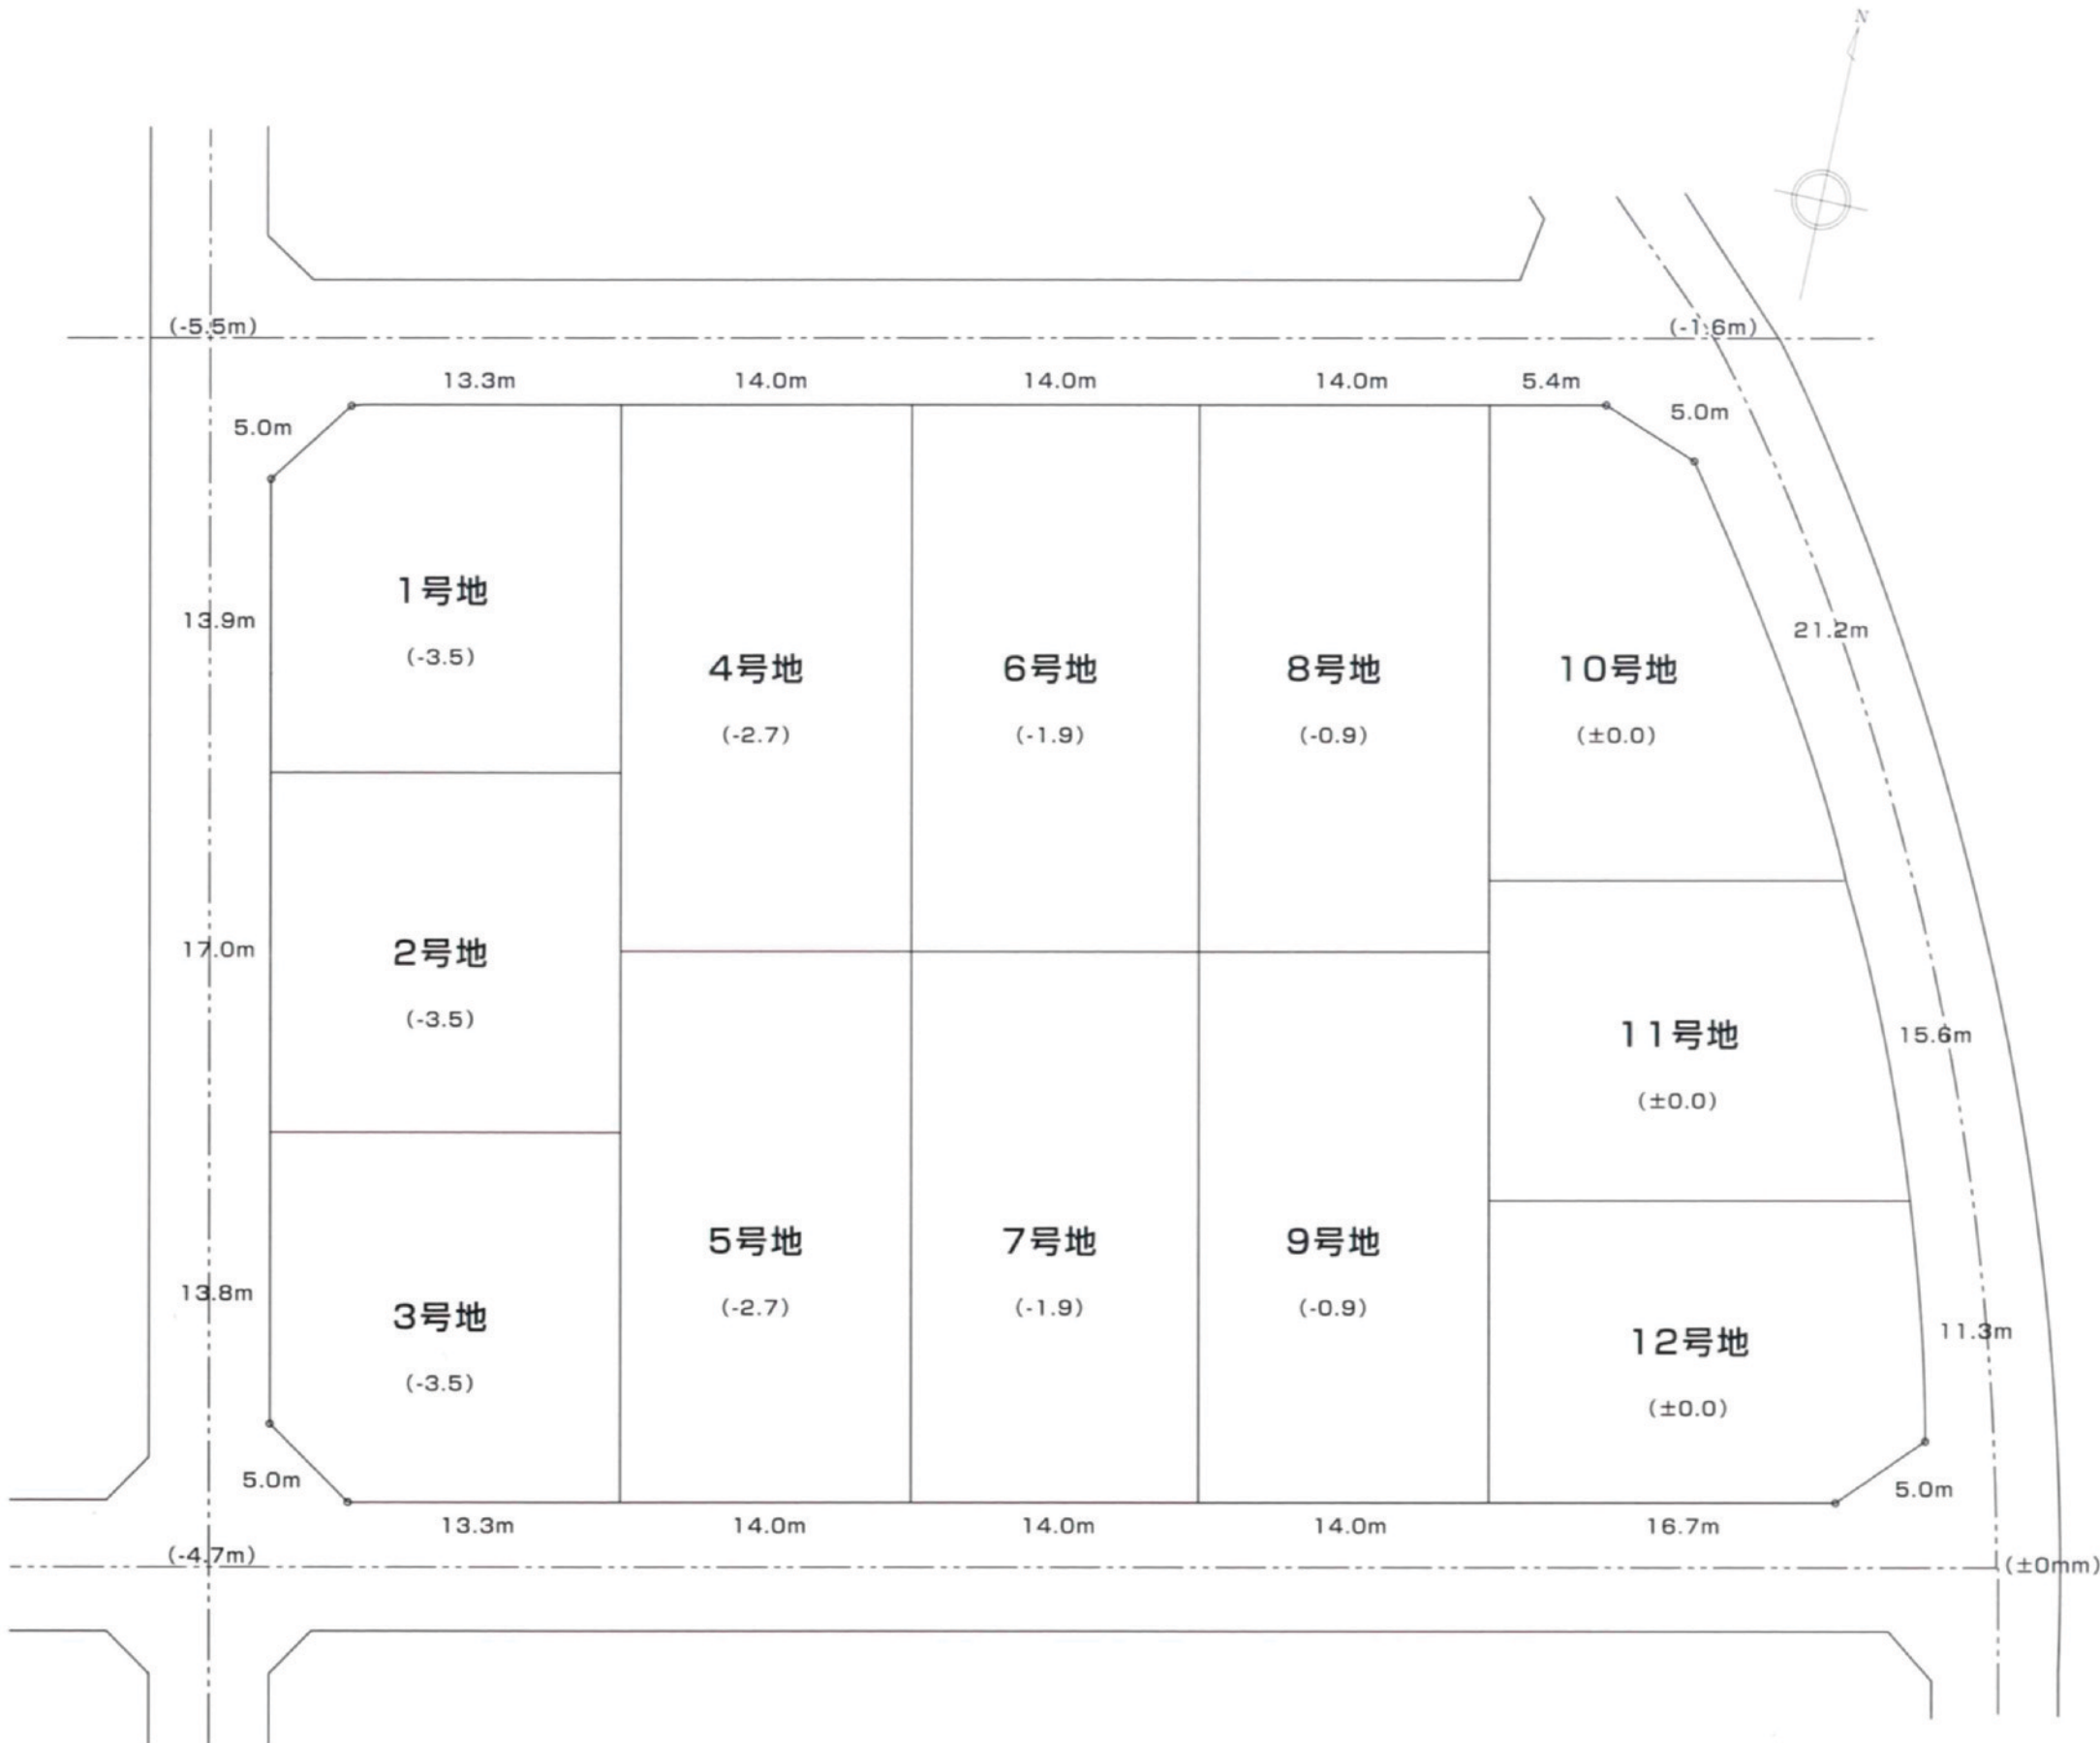 N
(-5.5m)
(-1.6m)
13.3m
14.0m
14.0m
14.0m
5.4m
5.0m
5.0m
1号地
(-3.5)
13.9m
4号地
(-2.7)
6号地
(-1.9)
8号地
(-0.9)
10号地
(±0.0)
21.2m
2号地
(-3.5)
17.0m
11号地
(±0.0)
15.6m
3号地
(-3.5)
13.8m
5号地
(-2.7)
7号地
(-1.9)
9号地
(-0.9)
12号地
(±0.0)
11.3m
5.0m
5.0m
13.3m
14.0m
14.0m
14.0m
16.7m
(-4.7m)
(±0mm)